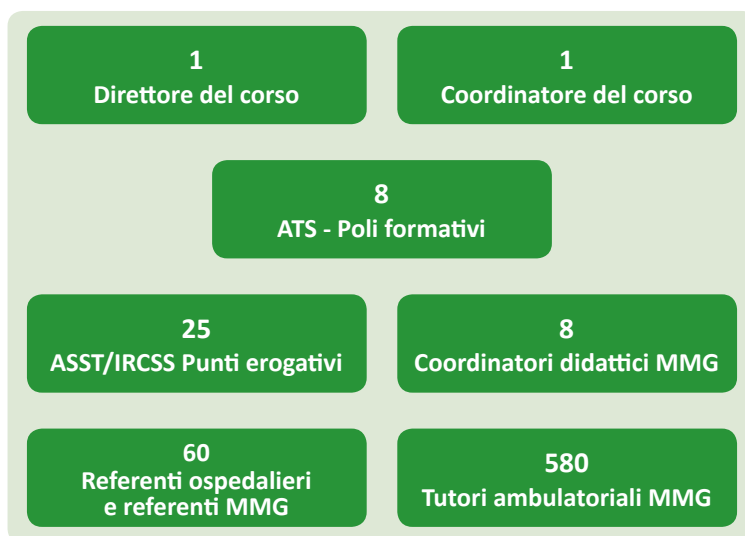 1
Direttore del corso
1
Coordinatore del corso
8
ATS - Poli formativi
25
ASST/IRCSS Punti erogativi
8
Coordinatori didattici MMG
60
Referenti ospedalieri
e referenti MMG
580
Tutori ambulatoriali MMG